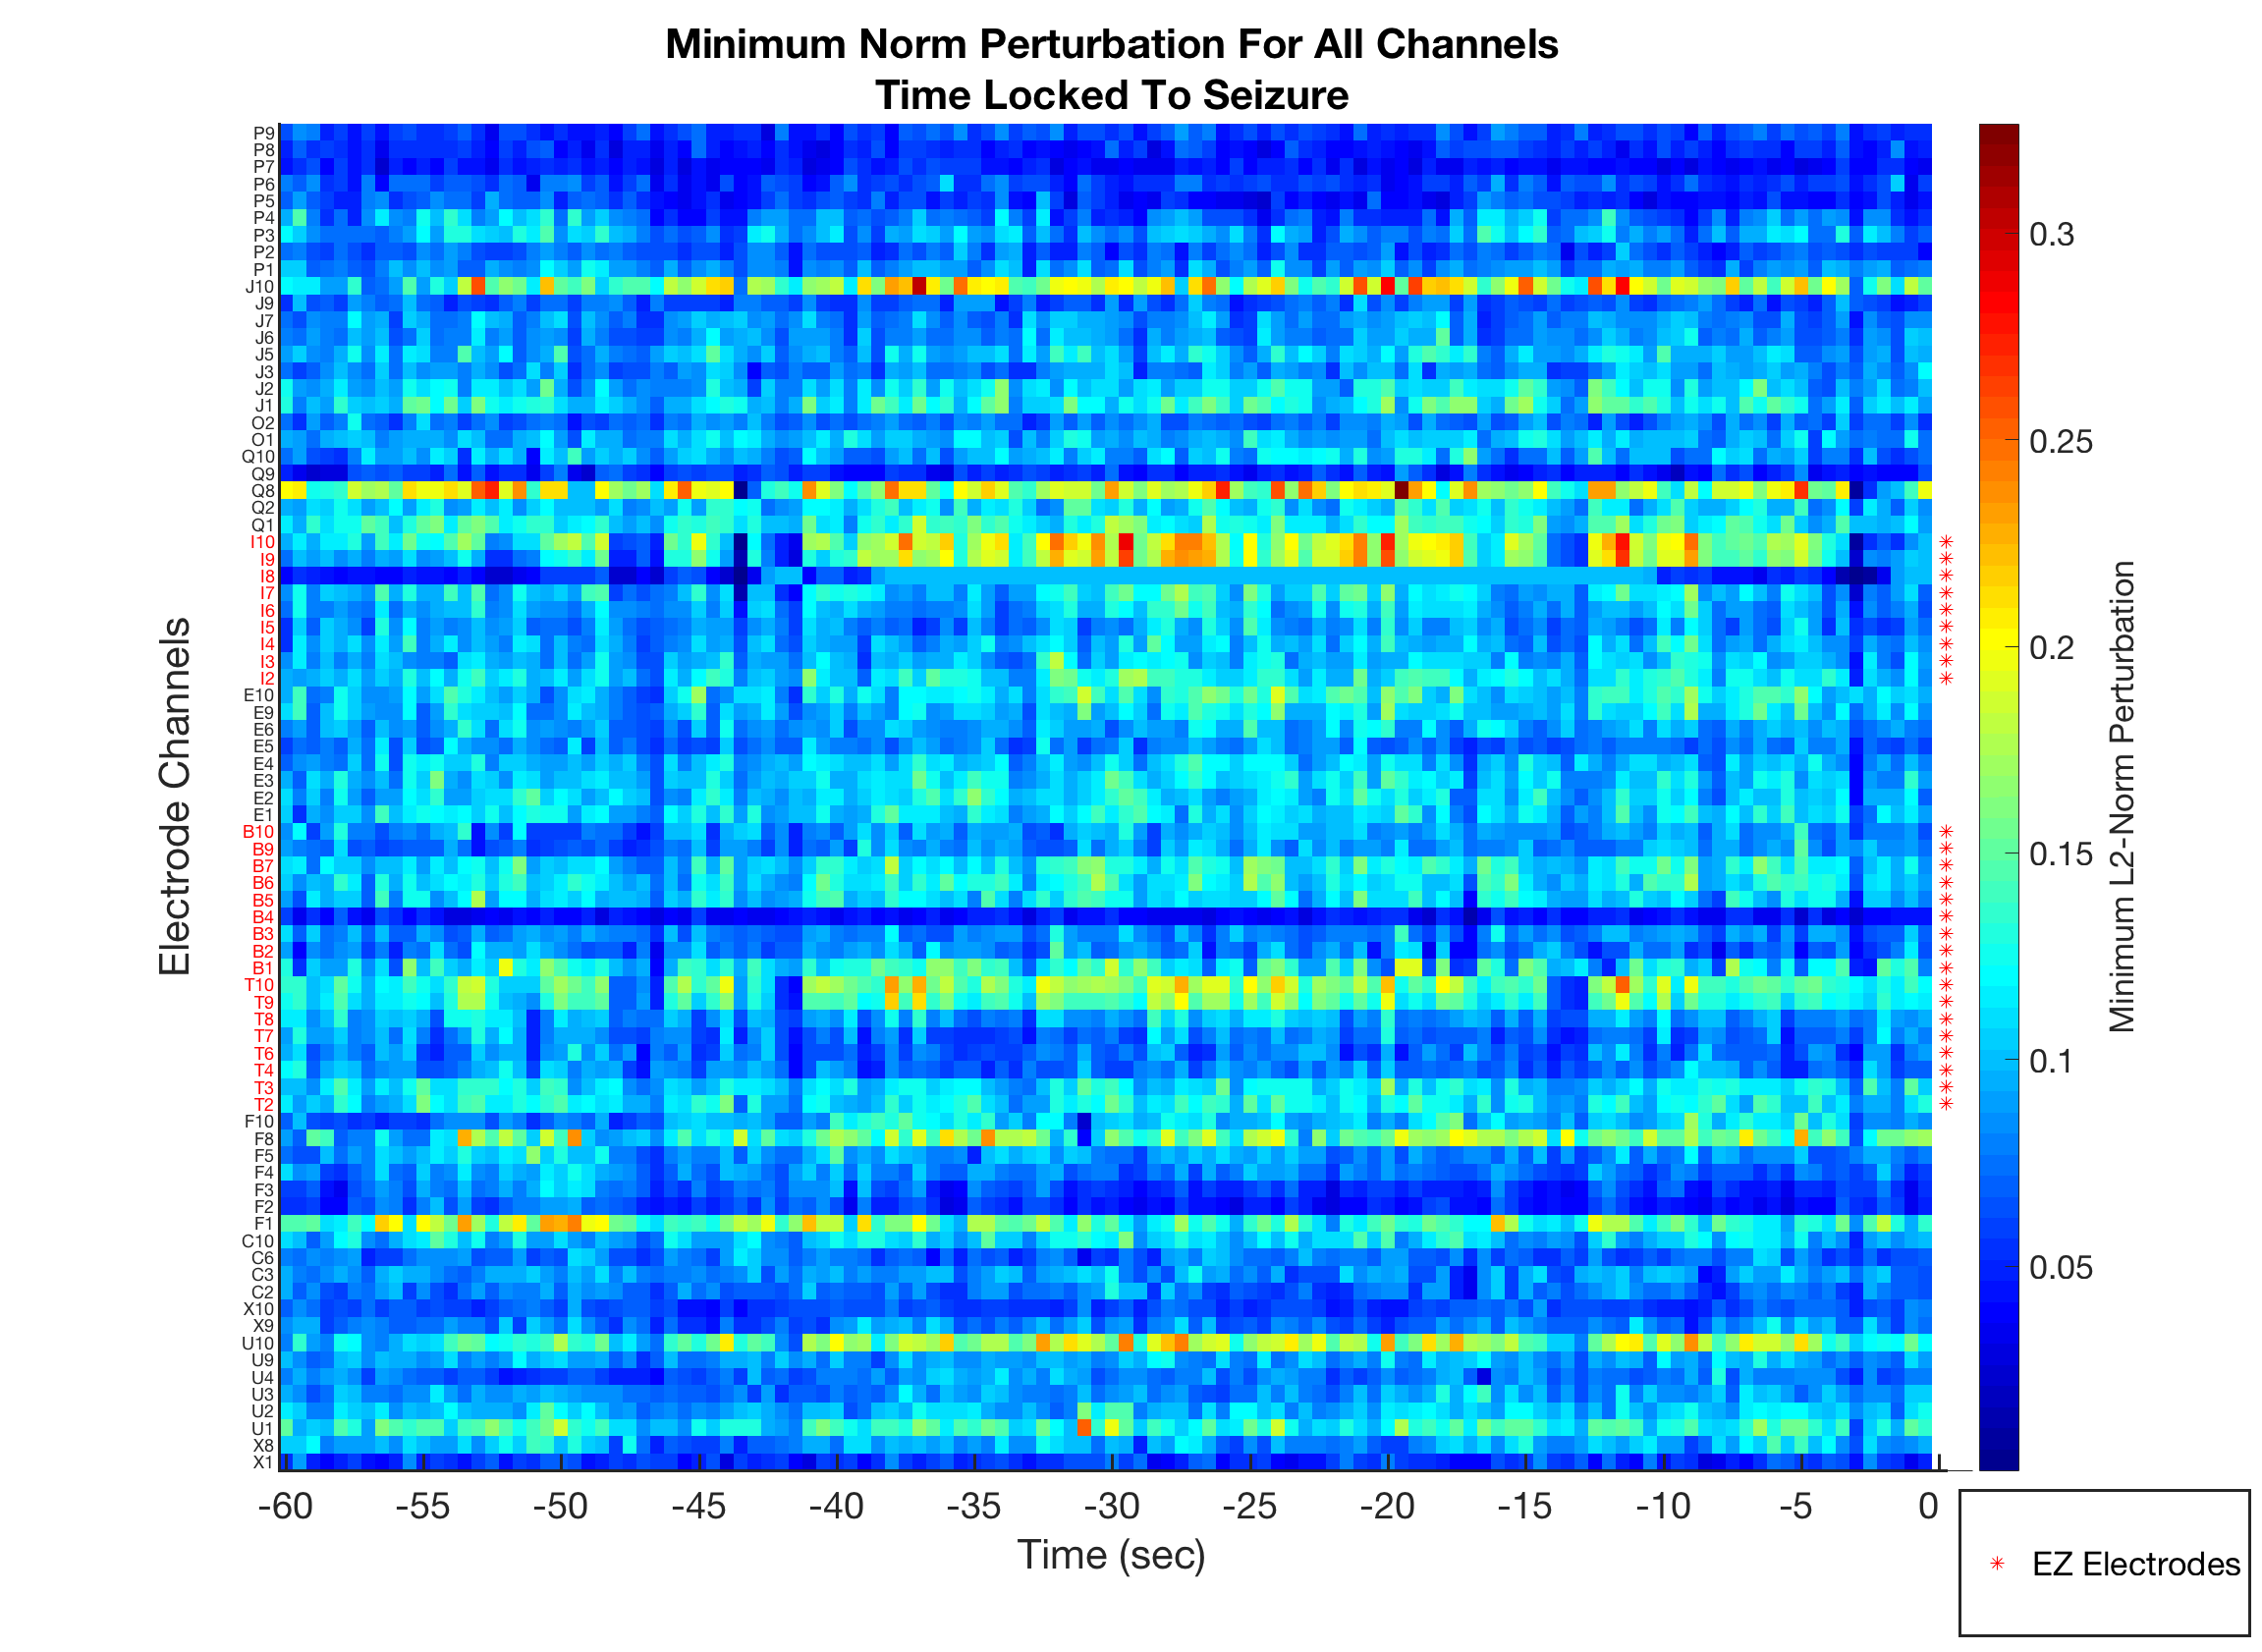 Minimum Norm Perturbation For All Channels
Time Locked To Seizure
Electrode Channels
P9
P8
P7
P6
P5
P4
P3
P2
P1
J10
J9
J7
J6
J5
J3
J2
J1
O2
O1
Q10
Q9
Q8
Q2
Q1
I10
I9
I8
I7
I6
I5
I4
I3
I2
E10
E9
E6
E5
E4
E3
E2
E1
B10
B9
B7
B6
B5
B4
B3
B2
B1
T10
T9
T8
T7
T6
T4
T3
T2
F10
F8
F5
F4
F3
F2
F1
C10
C6
C3
C2
X10
X9
U10
U9
U4
U3
U2
U1
X8
X1
-60 -55 -50 -45 -40 -35 -30 -25 -20 -15 -10 -5 0
Time (sec)
0.3
0.25
0.2
0.15
0.1
0.05
Minimum L2-Norm Perturbation
EZ Electrodes